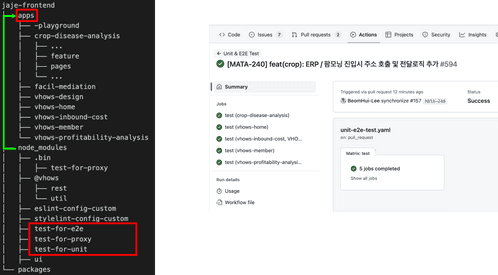 jaje-frontend
apps
-playground
crop-disease-analysis
...
feature
pages
...
facil-mediation
vhows-design
vhows-home
vhows-inbound-cost
vhows-member
vhows-profitability-analysis
node_modules
.bin
test-for-proxy
@vhows
rest
util
eslint-config-custom
stylelint-config-custom
test-for-e2e
test-for-proxy
test-for-unit
ui
packages
Code
Issues 7
Pull requests 2
Actions
Projects
Security
Insights
← Unit & E2E Test
[MATA-240] feat(crop): ERP / 팜모닝 진입시 주소 호출 및 전달로직 추가 #594
Summary
Jobs
test (crop-disease-analysis)
test (vhows-home)
test (vhows-inbound-cost, VHO...
test (vhows-member)
test (vhows-profitability-analysi...
Run details
Usage
Workflow file
Triggered via pull request 12 minutes ago
BeomHui-Lee synchronize #157 MATA-240
Status
Success
unit-e2e-test.yaml
on: pull_request
Matrix: test
5 jobs completed
Show all jobs